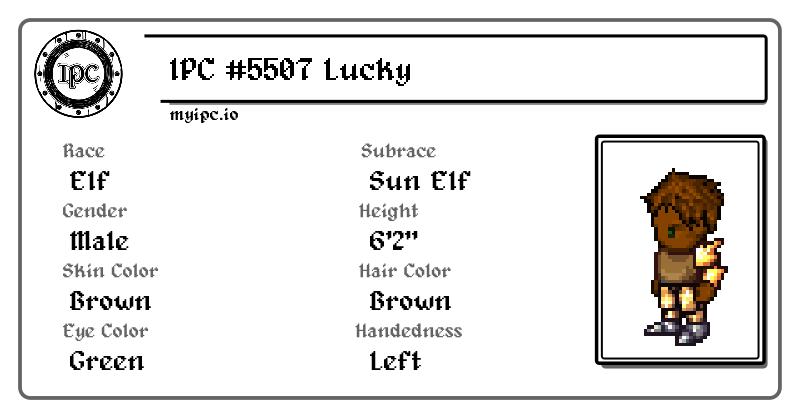 IPC
IPC #5507 Lucky
myipc.io
Race
Elf
Subrace
Sun Elf
Gender
Male
Height
6'2"
Skin Color
Brown
Hair Color
Brown
Eye Color
Green
Handedness
Left